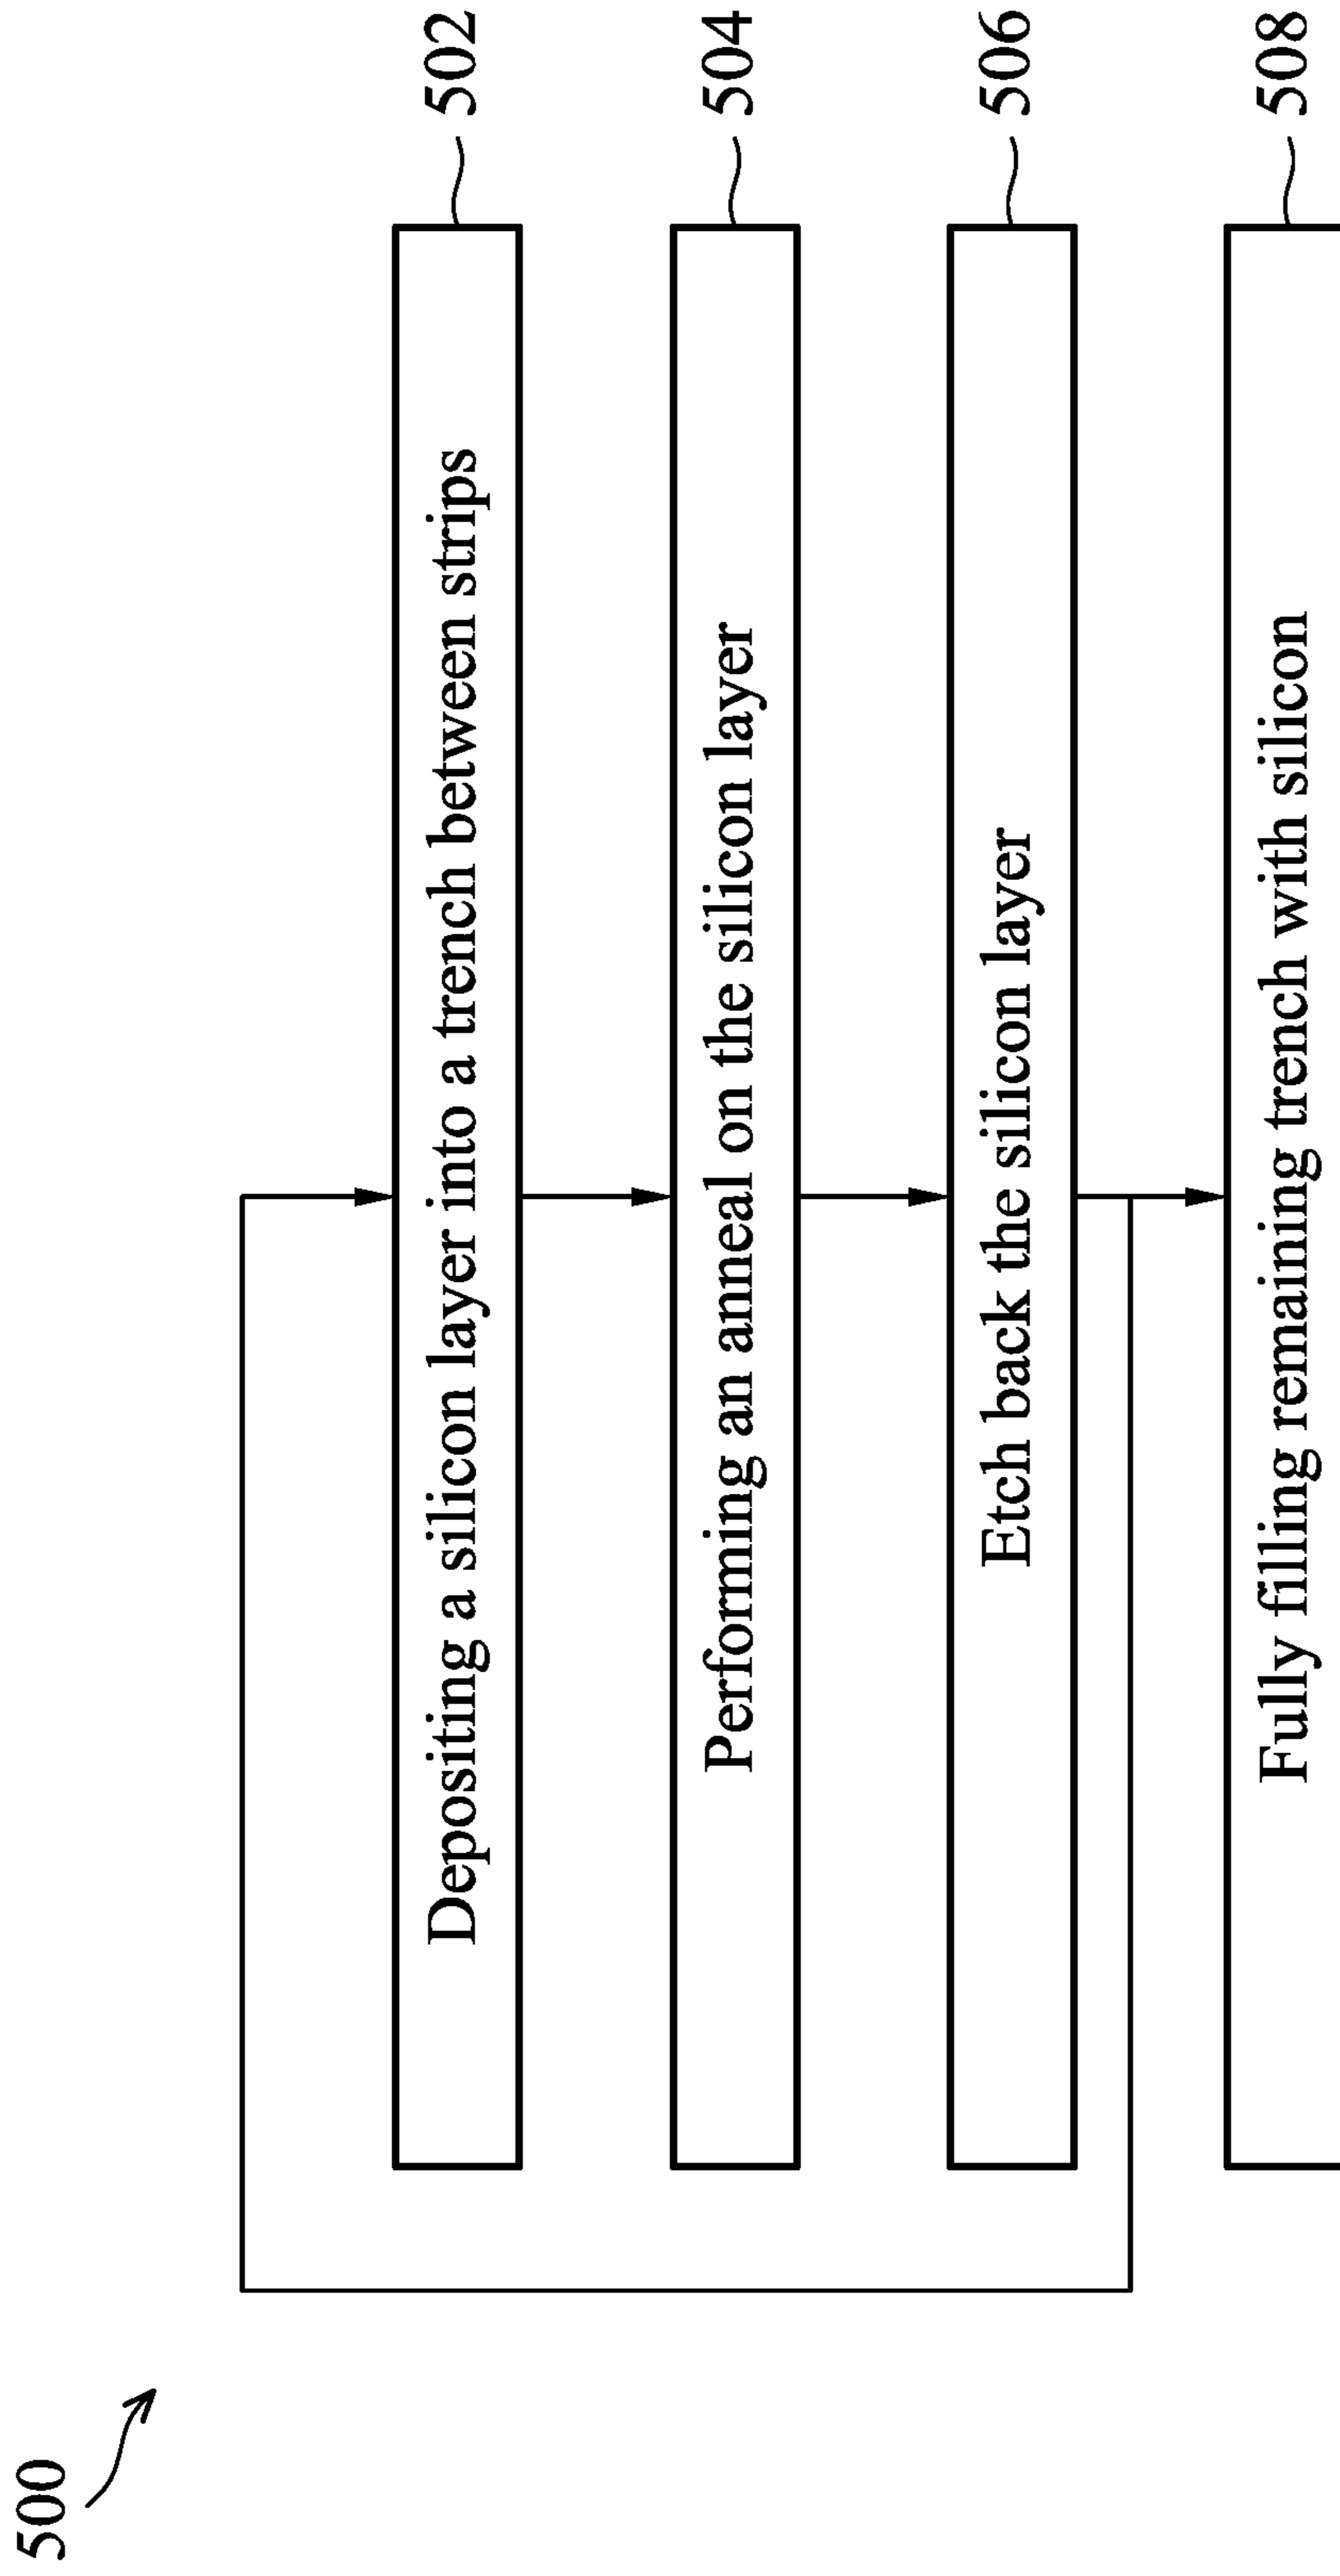 500
Depositing a silicon layer into a trench between strips
502
Performing an anneal on the silicon layer
504
Etch back the silicon layer
506
Fully filling remaining trench with silicon
508